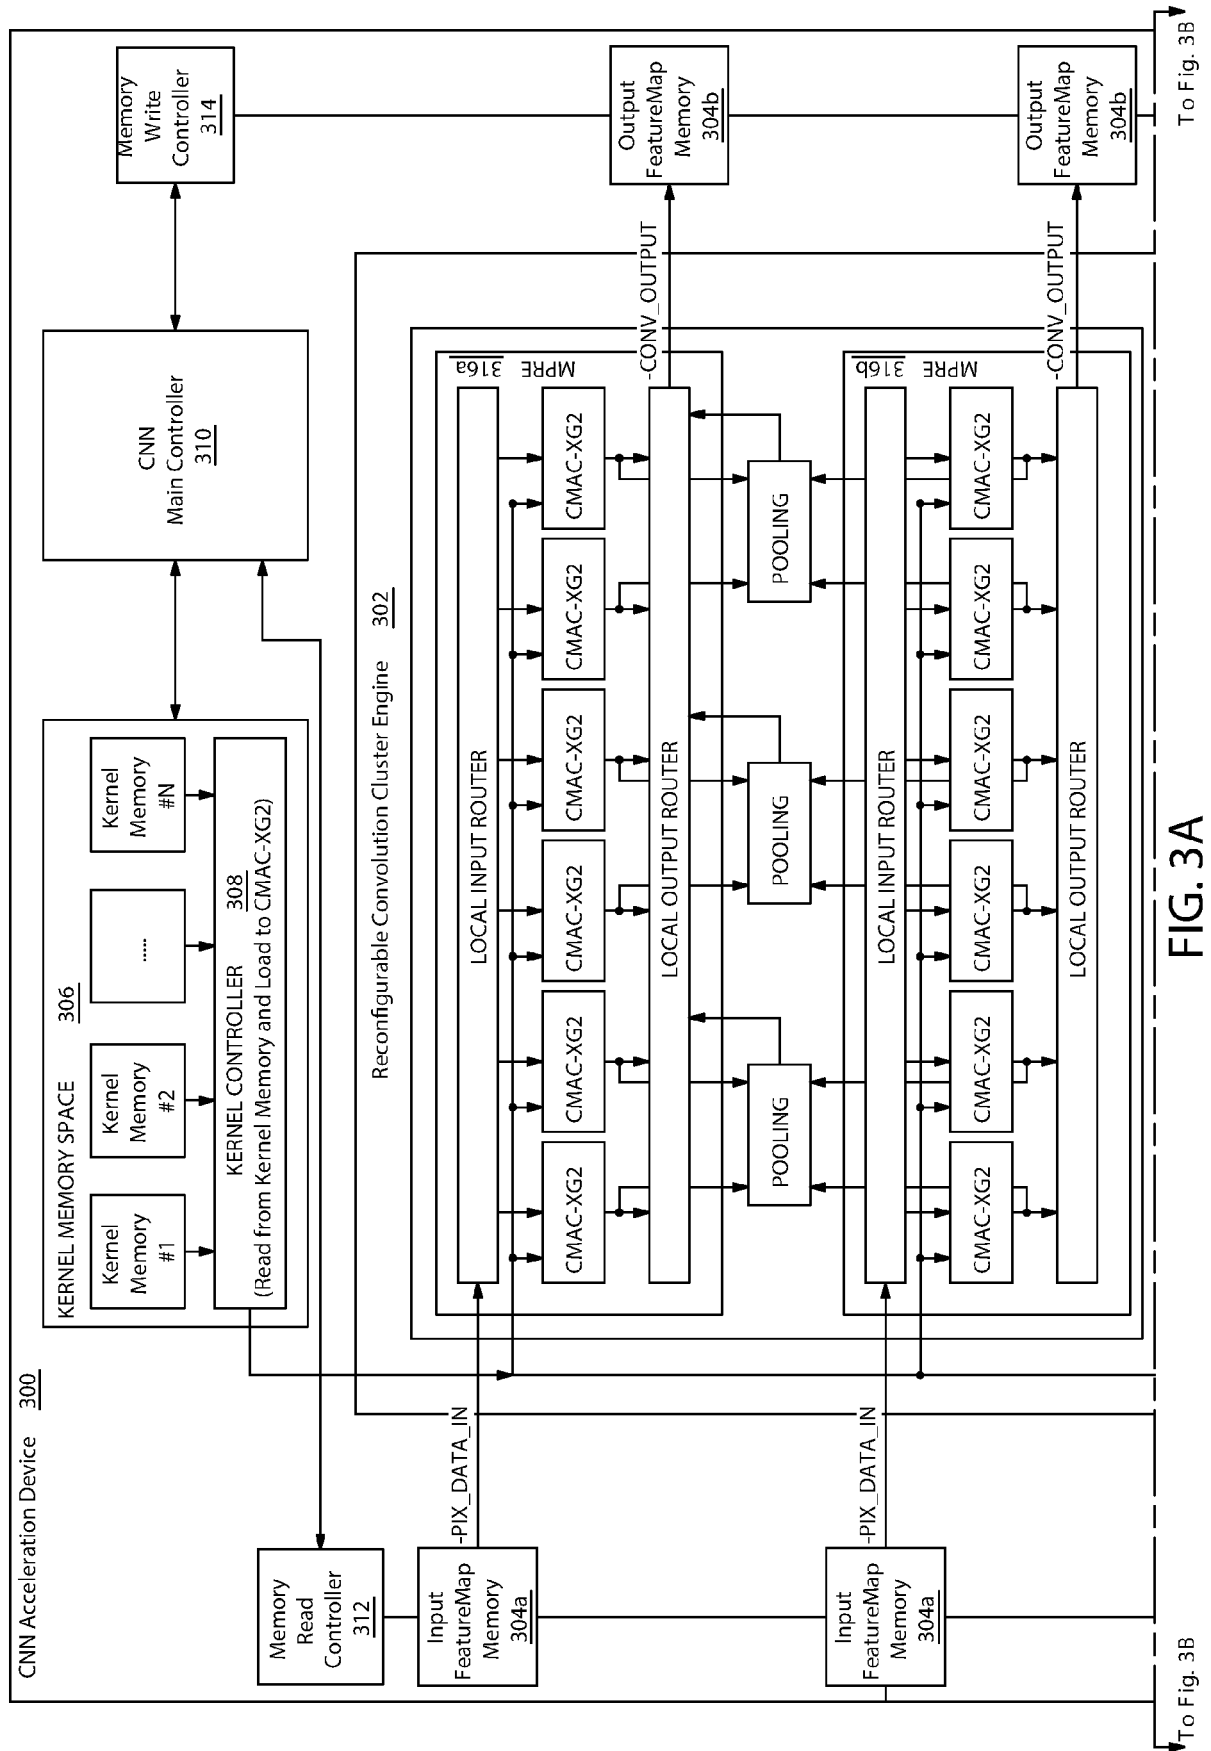 CNN Acceleration Device 300
KERNEL MEMORY SPACE 306
Kernel
Memory
#1
Kernel
Memory
#2
.....
Kernel
Memory
#N
KERNEL CONTROLLER 308
(Read from Kernel Memory and Load to CMAC-XG2)
CNN
Main Controller
310
Memory
Write
Controller
314
Memory
Read
Controller
312
Reconfigurable Convolution Cluster Engine 302
Input
FeatureMap
Memory
304a
-PIX_DATA_IN
316a
MPRE
LOCAL INPUT ROUTER
CMAC-XG2
CMAC-XG2
CMAC-XG2
CMAC-XG2
CMAC-XG2
CMAC-XG2
LOCAL OUTPUT ROUTER
-CONV_OUTPUT
Output
FeatureMap
Memory
304b
POOLING
POOLING
POOLING
Input
FeatureMap
Memory
304a
-PIX_DATA_IN
316b
MPRE
LOCAL INPUT ROUTER
CMAC-XG2
CMAC-XG2
CMAC-XG2
CMAC-XG2
CMAC-XG2
CMAC-XG2
LOCAL OUTPUT ROUTER
-CONV_OUTPUT
Output
FeatureMap
Memory
304b
To Fig. 3B
To Fig. 3B
FIG. 3A